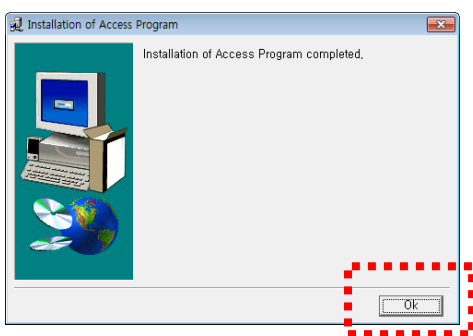 Installation of Access Program
Installation of Access Program completed.
Ok